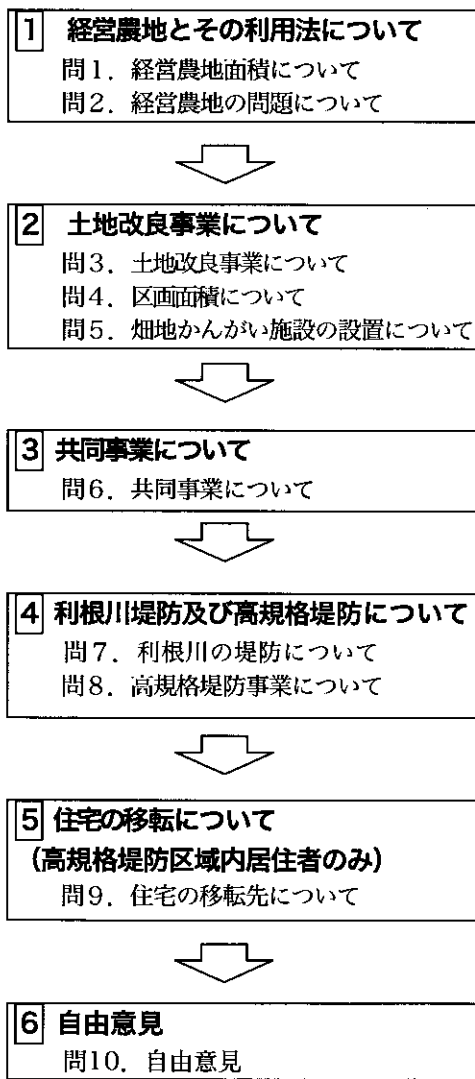 1 経営農地とその利用法について
問1．経営農地面積について
問2．経営農地の問題について
2 土地改良事業について
問3．土地改良事業について
問4．区画面積について
問5．畑地かんがい施設の設置について
3 共同事業について
問6．共同事業について
4 利根川堤防及び高規格堤防について
問7．利根川の堤防について
問8．高規格堤防事業について
5 住宅の移転について
（高規格堤防区域内居住者のみ）
問9．住宅の移転先について
6 自由意見
問10．自由意見